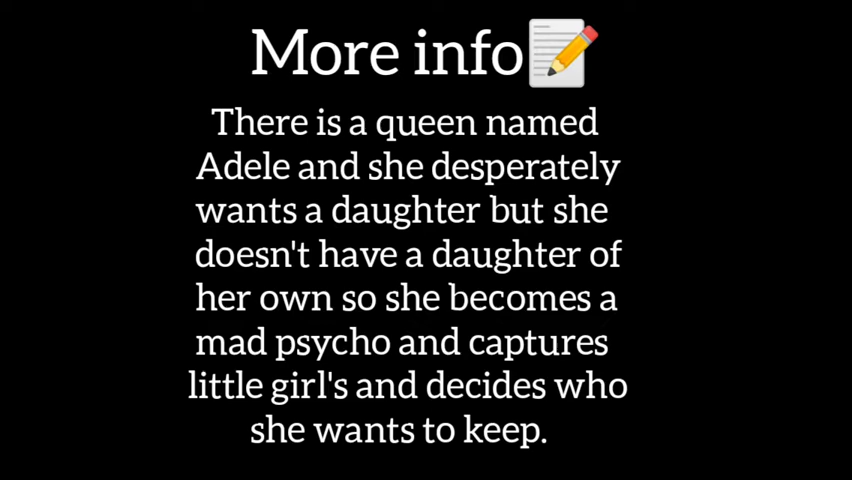 More info📝
There is a queen named
Adele and she desperately
wants a daughter but she
doesn't have a daughter of
her own so she becomes a
mad psycho and captures
little girl's and decides who
she wants to keep.